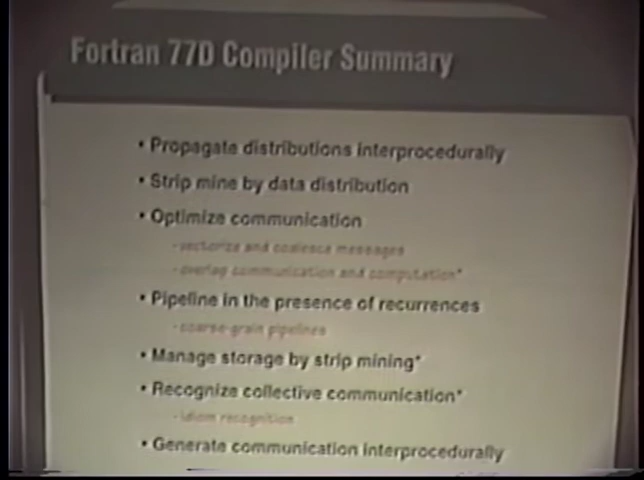 Fortran 77D Compiler Summary
• Propagate distributions interprocedurally
• Strip mine by data distribution
• Optimize communication
- vectorize and coalesce messages
- overlap communication and computation*
• Pipeline in the presence of recurrences
- coarse-grain pipelines
• Manage storage by strip mining*
• Recognize collective communication*
- idiom recognition
• Generate communication interprocedurally